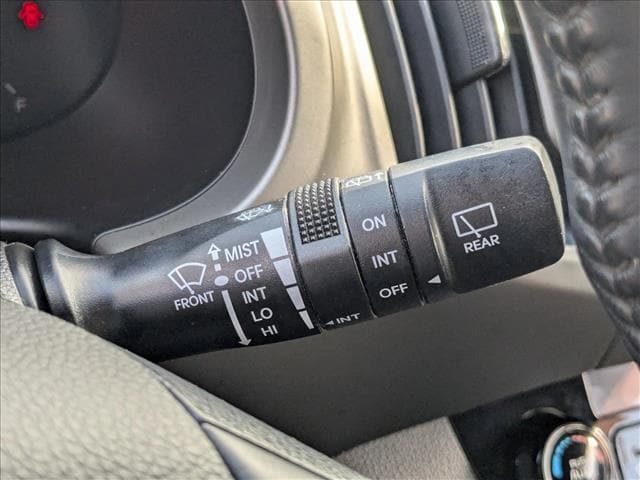 F
MIST
OFF
INT
LO
HI
FRONT
INT
ON
INT
OFF
REAR